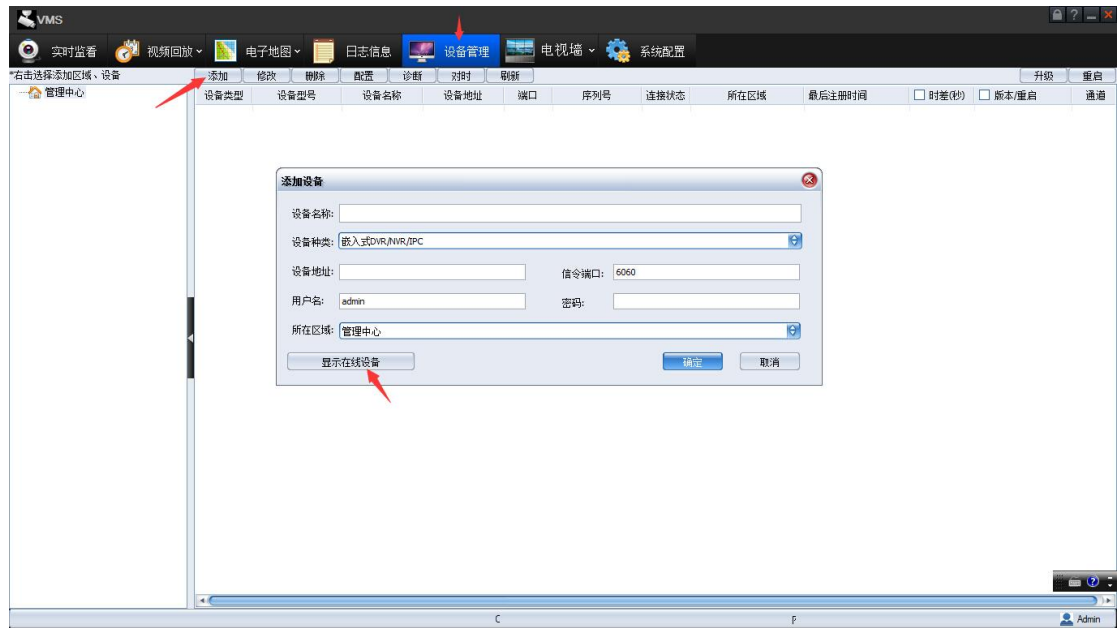 VMS
实时监看 视频回放 电子地图 日志信息 设备管理 电视墙 系统配置
*右击选择添加区域、设备 添加 修改 删除 配置 诊断 对时 刷新 升级 重启
管理中心 设备类型 设备型号 设备名称 设备地址 端口 序列号 连接状态 所在区域 最后注册时间 时差(秒) 版本/重启 通道
添加设备
设备名称:
设备种类: 嵌入式DVR/NVR/IPC
设备地址: 信令端口: 6060
用户名: admin 密码:
所在区域: 管理中心
显示在线设备 确定 取消
C Admin